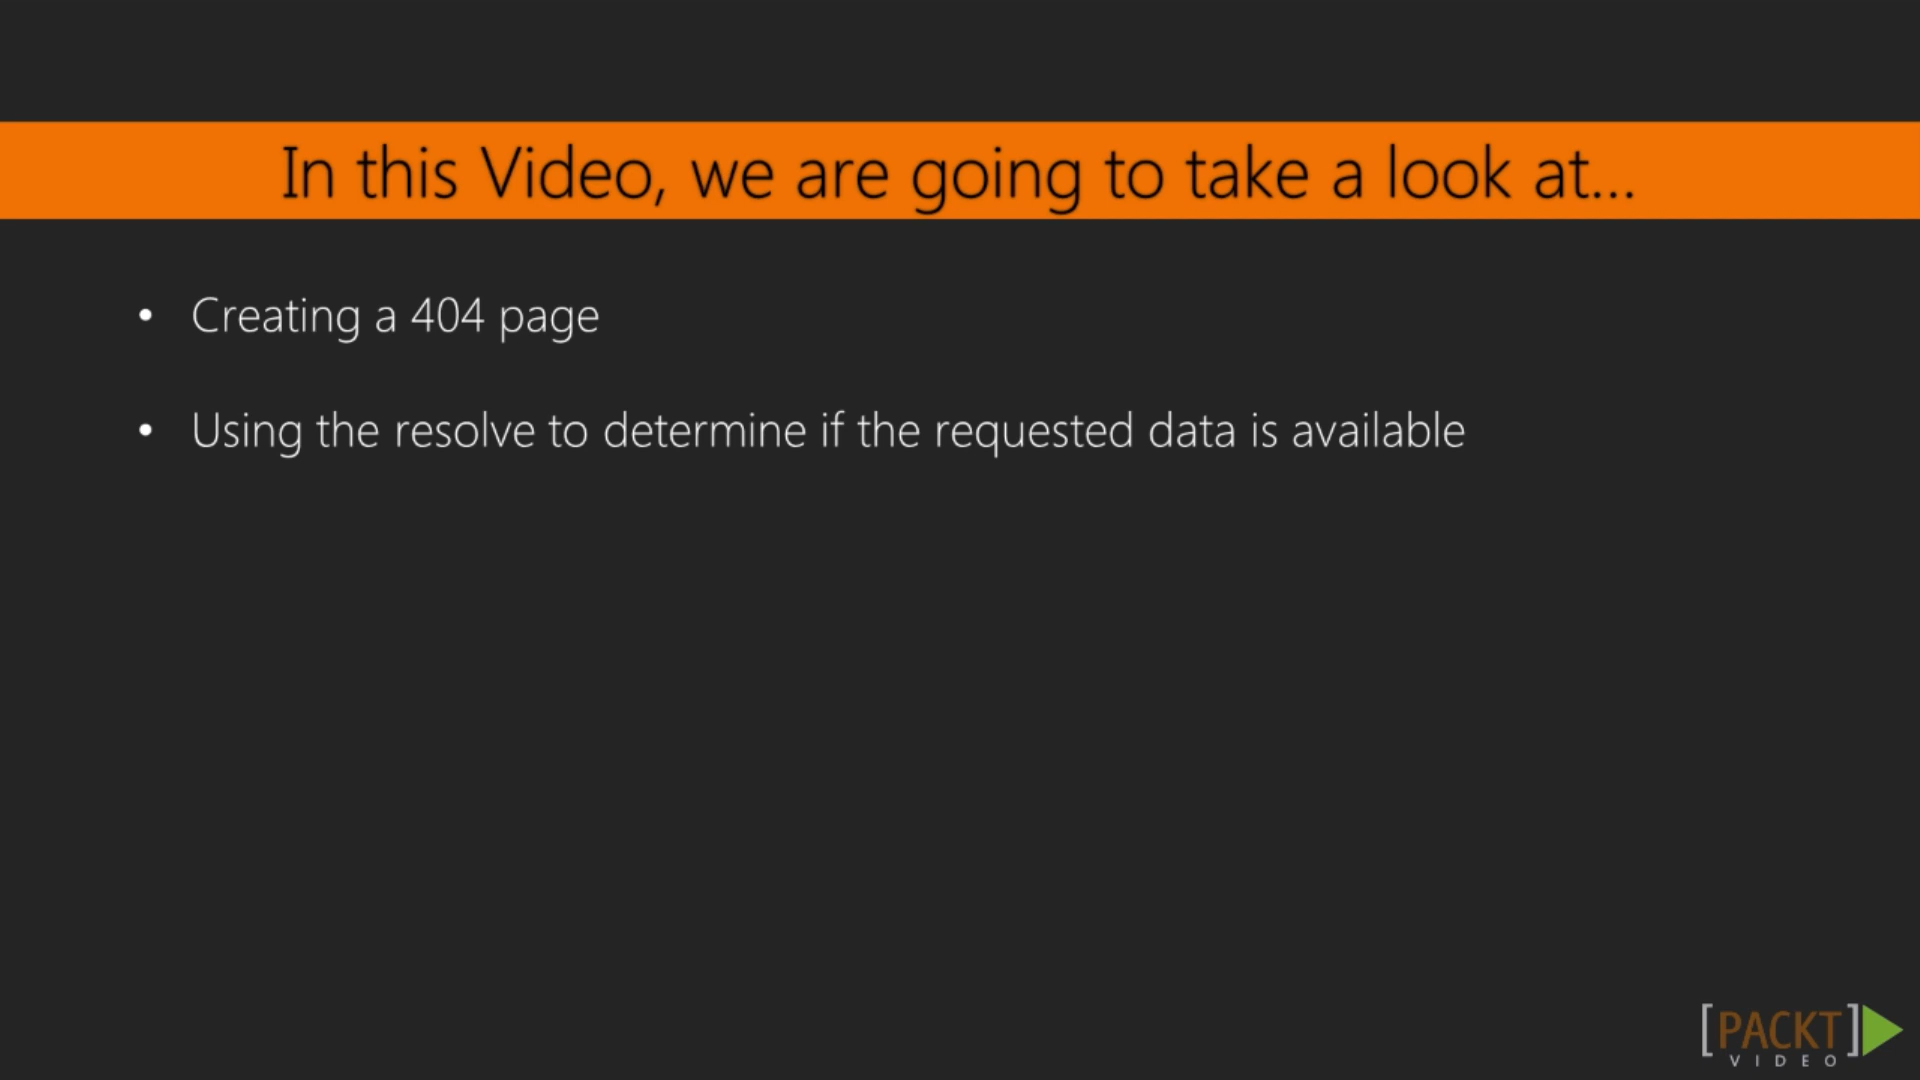 In this Video, we are going to take a look at...
• Creating a 404 page
• Using the resolve to determine if the requested data is available
[PACKT]
VIDEO